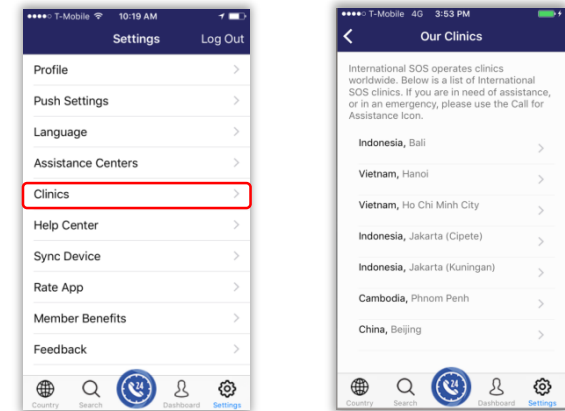 T-Mobile 10:19 AM
Settings Log Out
Profile
Push Settings
Language
Assistance Centers
Clinics
Help Center
Sync Device
Rate App
Member Benefits
Feedback
24
Country Search Dashboard Settings
T-Mobile 4G 3:53 PM
Our Clinics
International SOS operates clinics
worldwide. Below is a list of International
SOS clinics. If you are in need of assistance,
or in an emergency, please use the Call for
Assistance Icon.
Indonesia, Bali
Vietnam, Hanoi
Vietnam, Ho Chi Minh City
Indonesia, Jakarta (Cipete)
Indonesia, Jakarta (Kuningan)
Cambodia, Phnom Penh
China, Beijing
24
Country Search Dashboard Settings